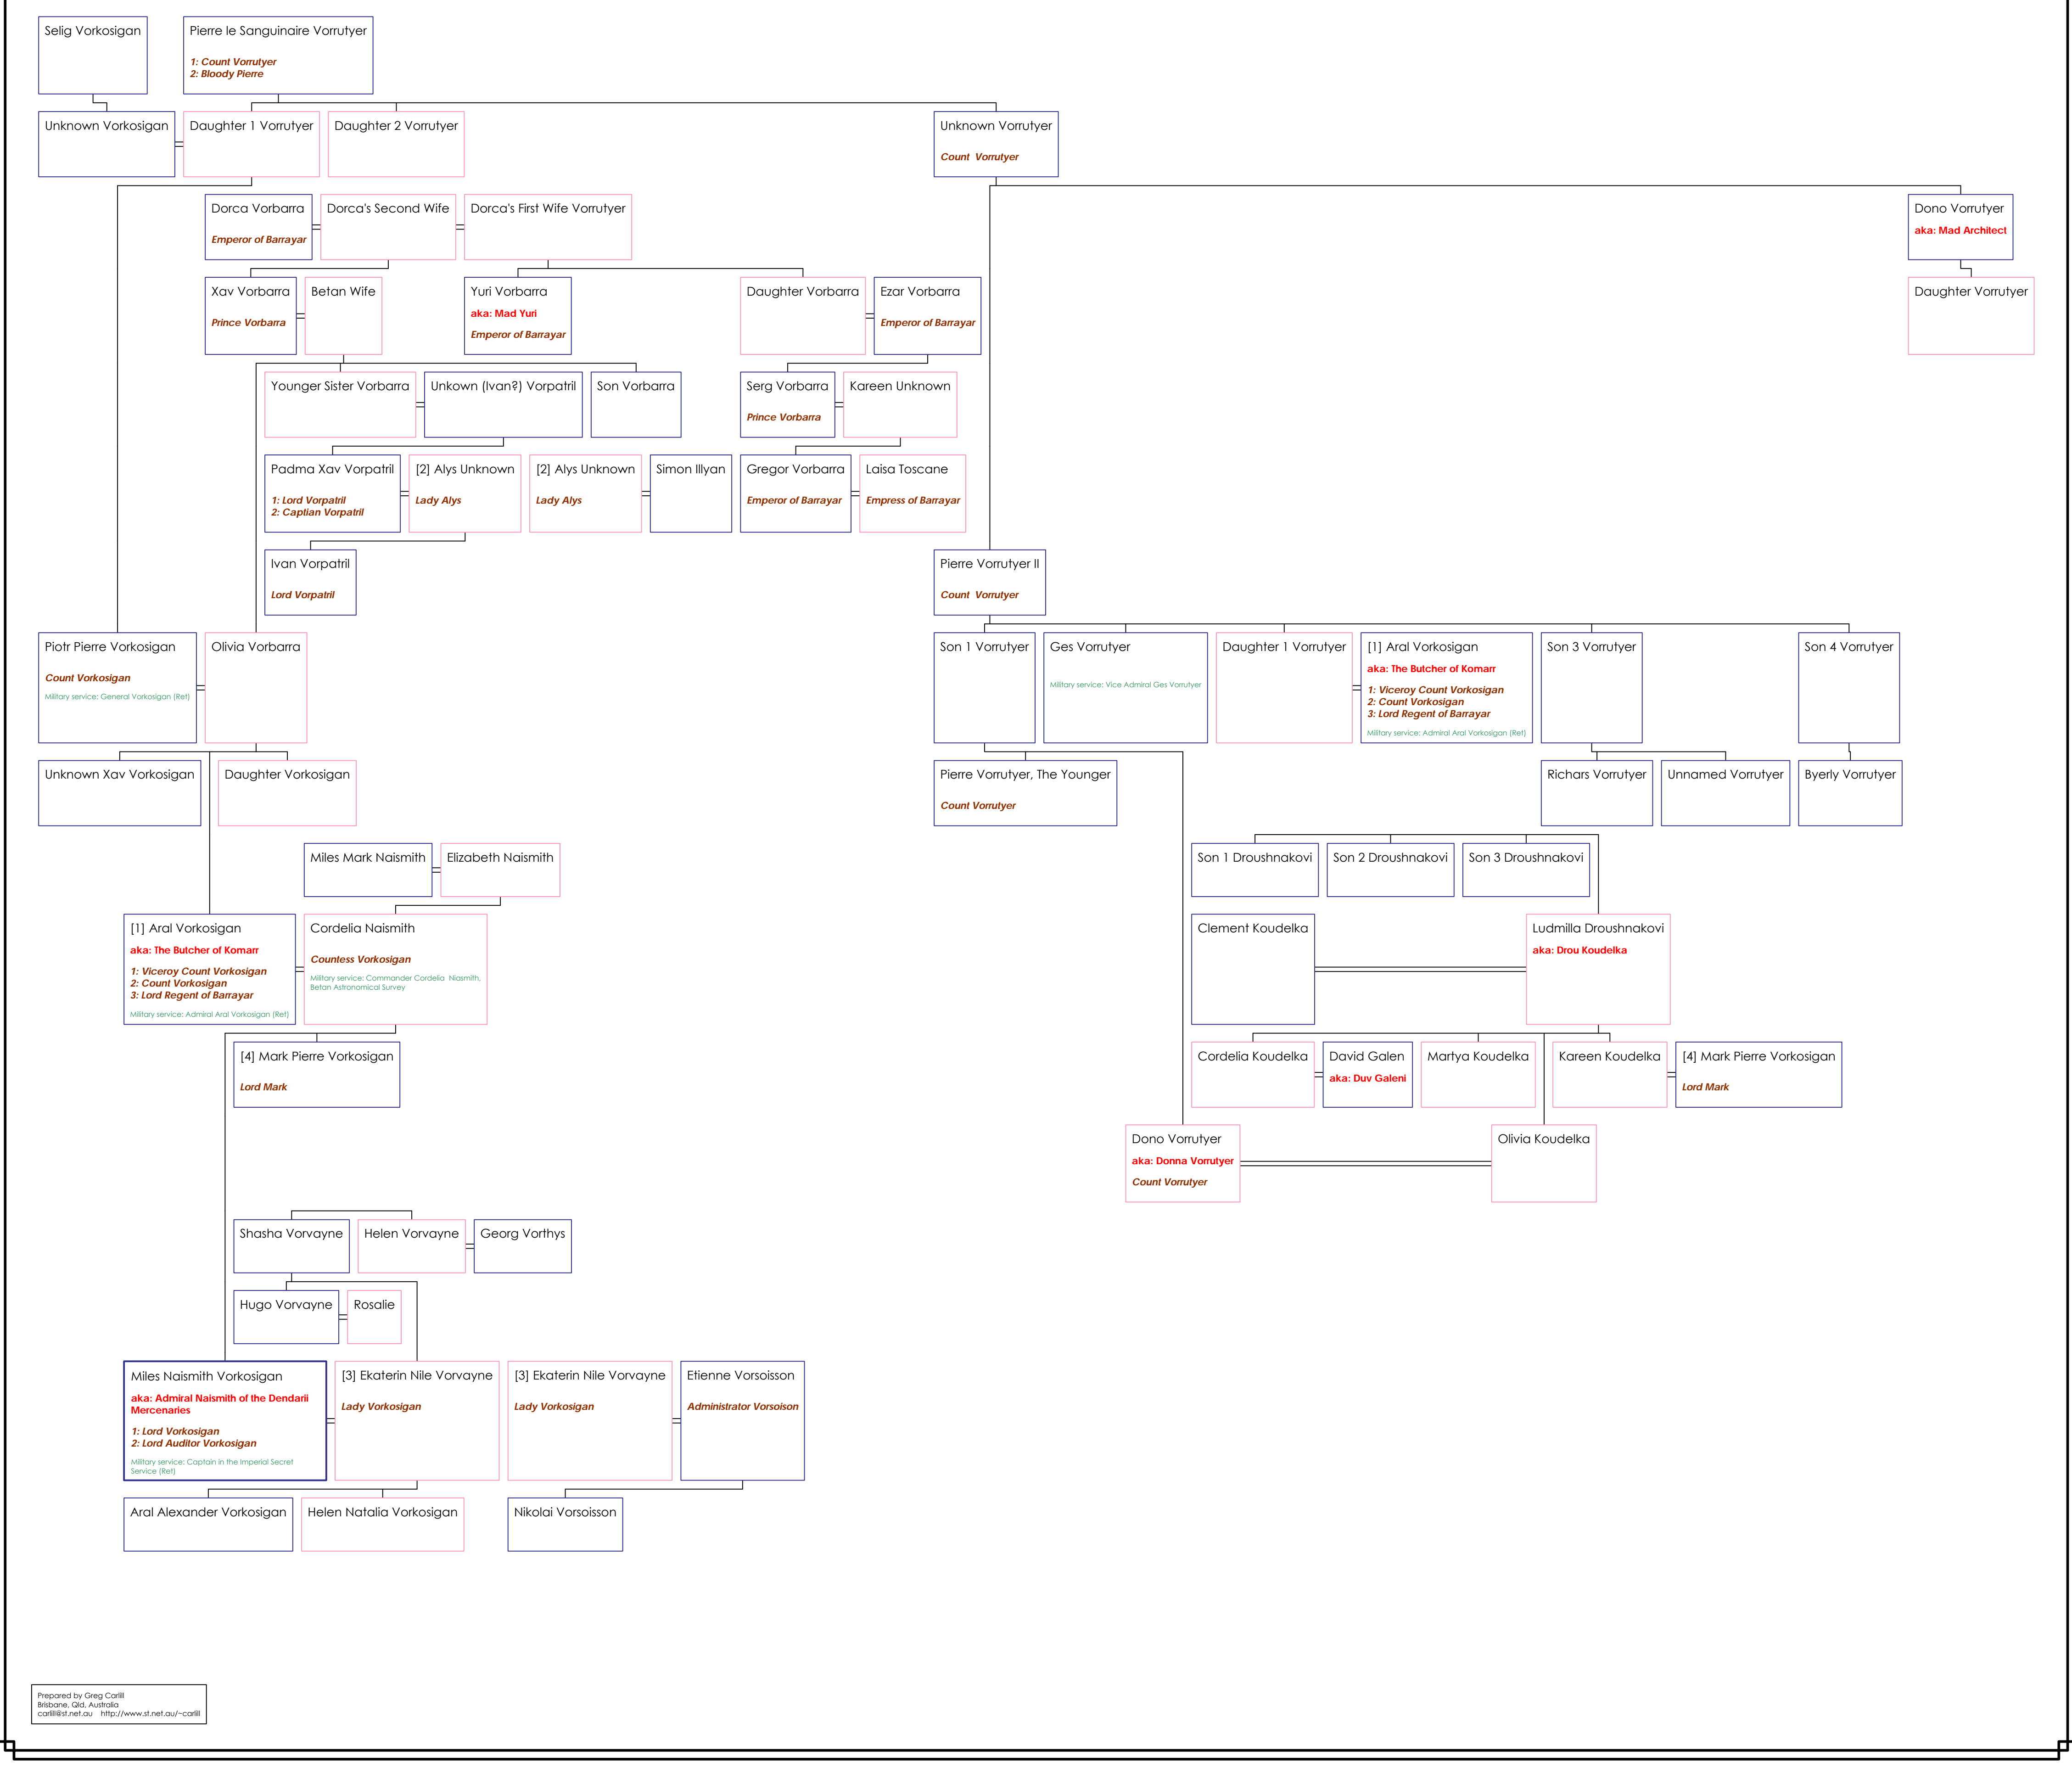 Selig Vorkosigan
Pierre le Sanguinaire Vorrutyer
1: Count Vorrutyer
2: Bloody Pierre
Unknown Vorkosigan
Daughter 1 Vorrutyer
Daughter 2 Vorrutyer
Unknown Vorrutyer
Count Vorrutyer
Dorca Vorbarra
Emperor of Barrayar
Dorca's Second Wife
Dorca's First Wife Vorrutyer
Dono Vorrutyer
aka: Mad Architect
Xav Vorbarra
Prince Vorbarra
Betan Wife
Yuri Vorbarra
aka: Mad Yuri
Emperor of Barrayar
Daughter Vorbarra
Ezar Vorbarra
Emperor of Barrayar
Daughter Vorrutyer
Younger Sister Vorbarra
Unkown (Ivan?) Vorpatril
Son Vorbarra
Serg Vorbarra
Prince Vorbarra
Kareen Unknown
Padma Xav Vorpatril
1: Lord Vorpatril
2: Captian Vorpatril
[2] Alys Unknown
Lady Alys
[2] Alys Unknown
Lady Alys
Simon Illyan
Gregor Vorbarra
Emperor of Barrayar
Laisa Toscane
Empress of Barrayar
Ivan Vorpatril
Lord Vorpatril
Pierre Vorrutyer II
Count Vorrutyer
Piotr Pierre Vorkosigan
Count Vorkosigan
Military service: General Vorkosigan (Ret)
Olivia Vorbarra
Son 1 Vorrutyer
Ges Vorrutyer
Military service: Vice Admiral Ges Vorrutyer
Daughter 1 Vorrutyer
[1] Aral Vorkosigan
aka: The Butcher of Komarr
1: Viceroy Count Vorkosigan
2: Count Vorkosigan
3: Lord Regent of Barrayar
Military service: Admiral Aral Vorkosigan (Ret)
Son 3 Vorrutyer
Son 4 Vorrutyer
Unknown Xav Vorkosigan
Daughter Vorkosigan
Pierre Vorrutyer, The Younger
Count Vorrutyer
Richars Vorrutyer
Unnamed Vorrutyer
Byerly Vorrutyer
Miles Mark Naismith
Elizabeth Naismith
Son 1 Droushnakovi
Son 2 Droushnakovi
Son 3 Droushnakovi
[1] Aral Vorkosigan
aka: The Butcher of Komarr
1: Viceroy Count Vorkosigan
2: Count Vorkosigan
3: Lord Regent of Barrayar
Military service: Admiral Aral Vorkosigan (Ret)
Cordelia Naismith
Countess Vorkosigan
Military service: Commander Cordelia Niasmith,
Betan Astronomical Survey
Clement Koudelka
Ludmilla Droushnakovi
aka: Drou Koudelka
[4] Mark Pierre Vorkosigan
Lord Mark
Cordelia Koudelka
David Galen
aka: Duv Galeni
Martya Koudelka
Kareen Koudelka
[4] Mark Pierre Vorkosigan
Lord Mark
Dono Vorrutyer
aka: Donna Vorrutyer
Count Vorrutyer
Olivia Koudelka
Shasha Vorvayne
Helen Vorvayne
Georg Vorthys
Hugo Vorvayne
Rosalie
Miles Naismith Vorkosigan
aka: Admiral Naismith of the Dendarii
Mercenaries
1: Lord Vorkosigan
2: Lord Auditor Vorkosigan
Military service: Captain in the Imperial Secret
Service (Ret)
[3] Ekaterin Nile Vorvayne
Lady Vorkosigan
[3] Ekaterin Nile Vorvayne
Lady Vorkosigan
Etienne Vorsoisson
Administrator Vorsoison
Aral Alexander Vorkosigan
Helen Natalia Vorkosigan
Nikolai Vorsoisson
Prepared by Greg Carlill
Brisbane, Qld, Australia
carlill@st.net.au http://www.st.net.au/~carlill